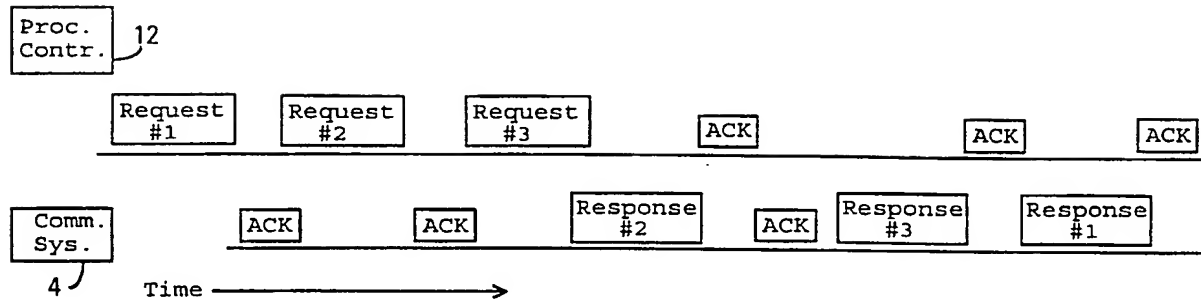 Proc.
Contr.
12
Request
#1
Request
#2
Request
#3
ACK
ACK
ACK
Comm.
Sys.
4
ACK
ACK
Response
#2
ACK
Response
#3
Response
#1
Time